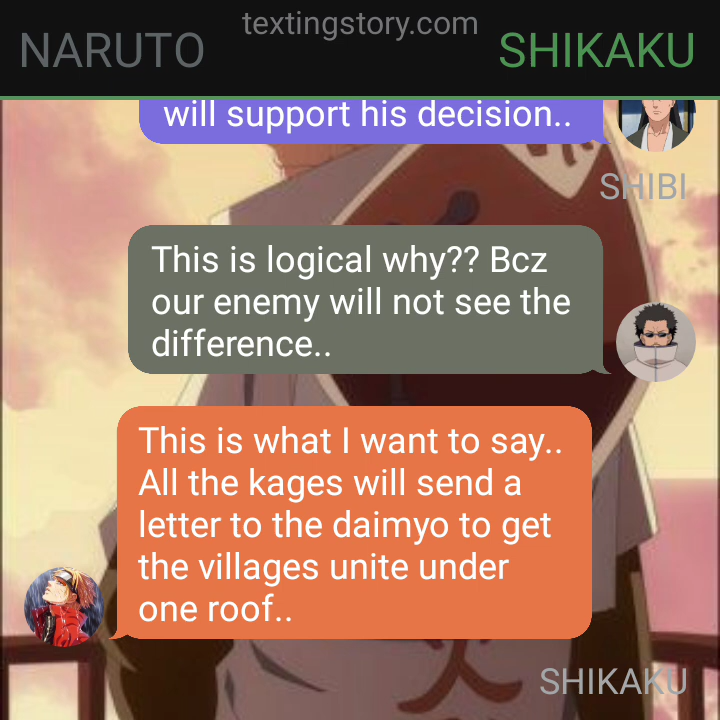 textingstory.com
NARUTO
SHIKAKU
will support his decision..
SHIBI
This is logical why?? Bcz
our enemy will not see the
difference..
This is what I want to say..
All the kages will send a
letter to the daimyo to get
the villages unite under
one roof..
SHIKAKU